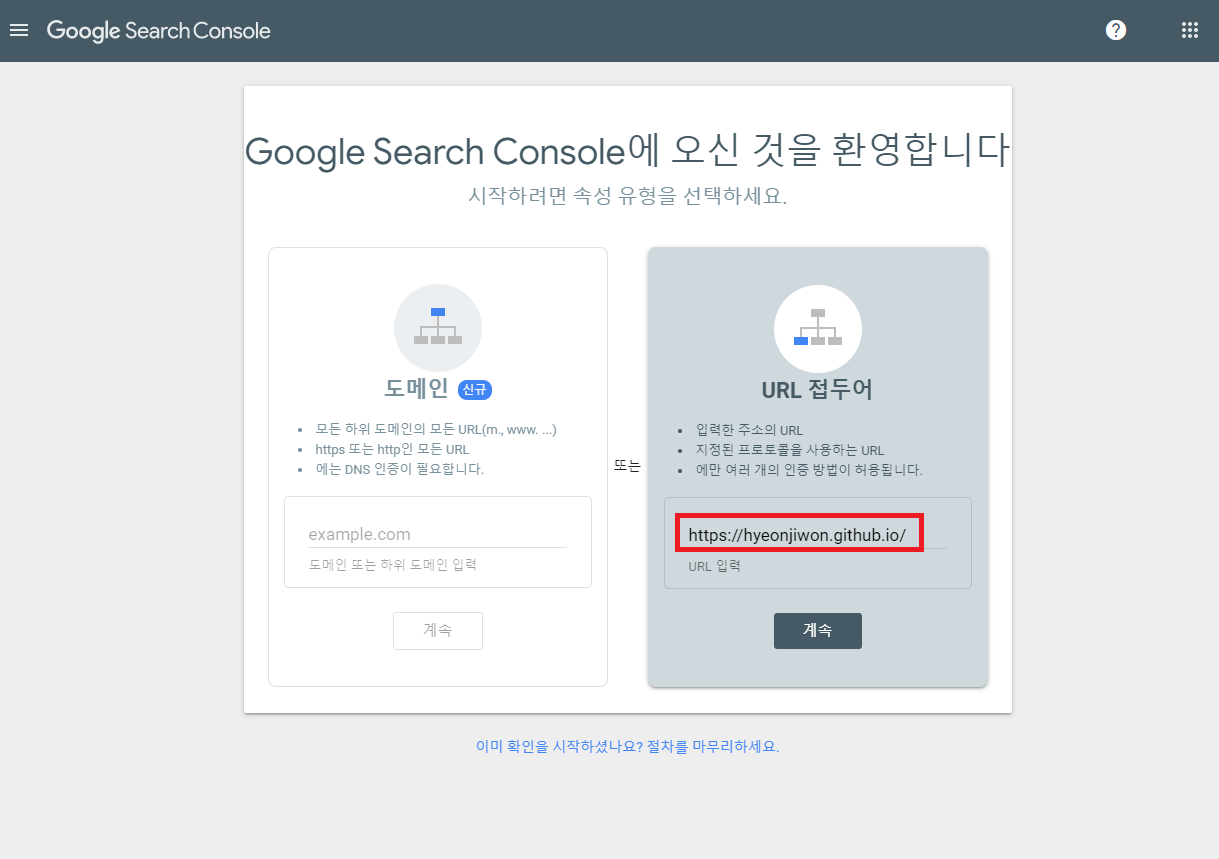 Google Search Console
?
Google Search Console에 오신 것을 환영합니다
시작하려면 속성 유형을 선택하세요.
도메인 신규
• 모든 하위 도메인의 모든 URL(m., www. ...)
• https 또는 http인 모든 URL
• 에는 DNS 인증이 필요합니다.
example.com
도메인 또는 하위 도메인 입력
계속
또는
URL 접두어
• 입력한 주소의 URL
• 지정된 프로토콜을 사용하는 URL
• 에만 여러 개의 인증 방법이 허용됩니다.
https://hyeonjiwon.github.io/
URL 입력
계속
이미 확인을 시작하셨나요? 절차를 마무리하세요.